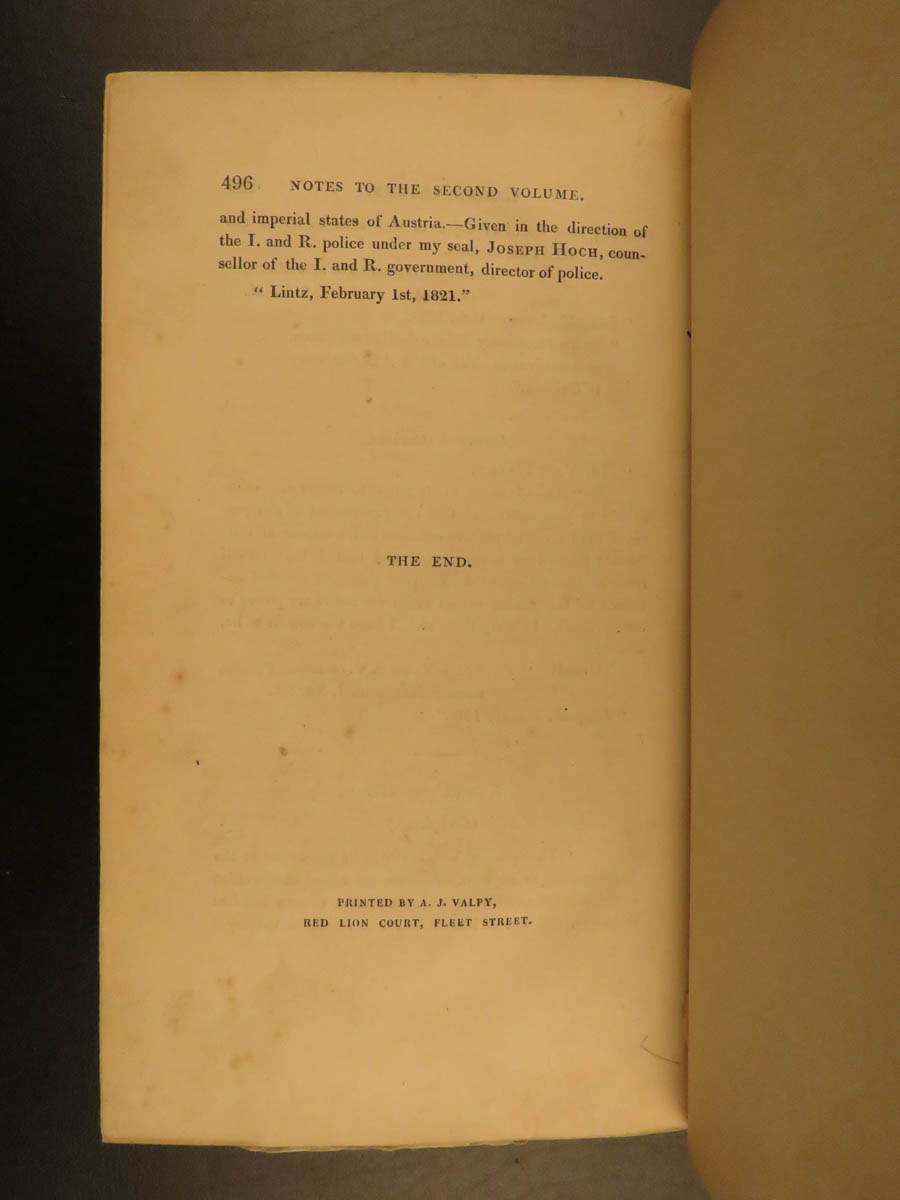 496 NOTES TO THE SECOND VOLUME.
and imperial states of Austria.—Given in the direction of
the I. and R. police under my seal, JOSEPH HOCH, coun-
sellor of the I. and R. government, director of police.
“ Lintz, February 1st, 1821.”
THE END.
PRINTED BY A. J. VALPY,
RED LION COURT, FLEET STREET.